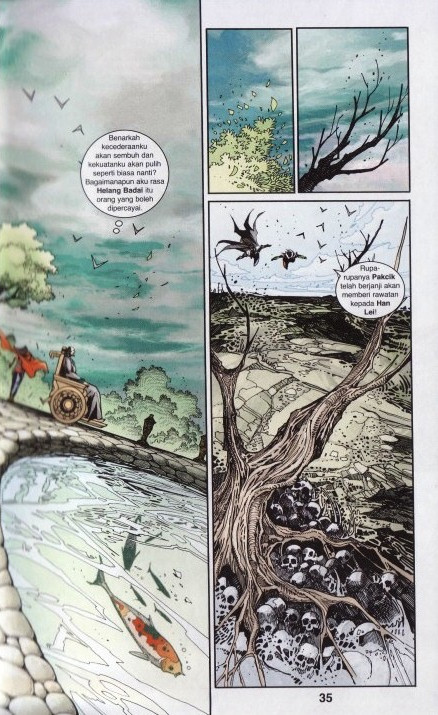 Benarkah
kecederaanku
akan sembuh dan
kekuatanku akan pulih
seperti biasa nanti?
Bagaimanapun aku rasa
Helang Badai itu
orang yang boleh
dipercayai.
Rupa-
rupanya Pakcik
telah berjanji akan
memberi rawatan
kepada Han
Lei!
35